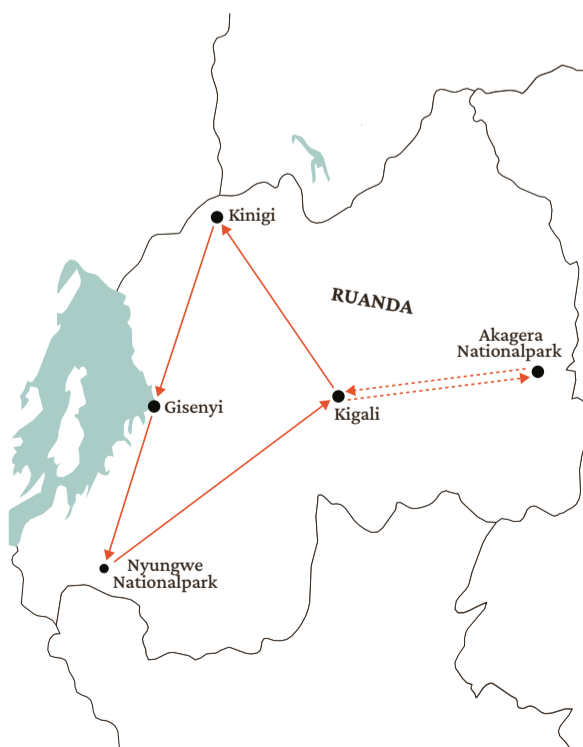 Kinigi
RUANDA
Akagera
Nationalpark
Gisenyi
Kigali
Nyungwe
Nationalpark